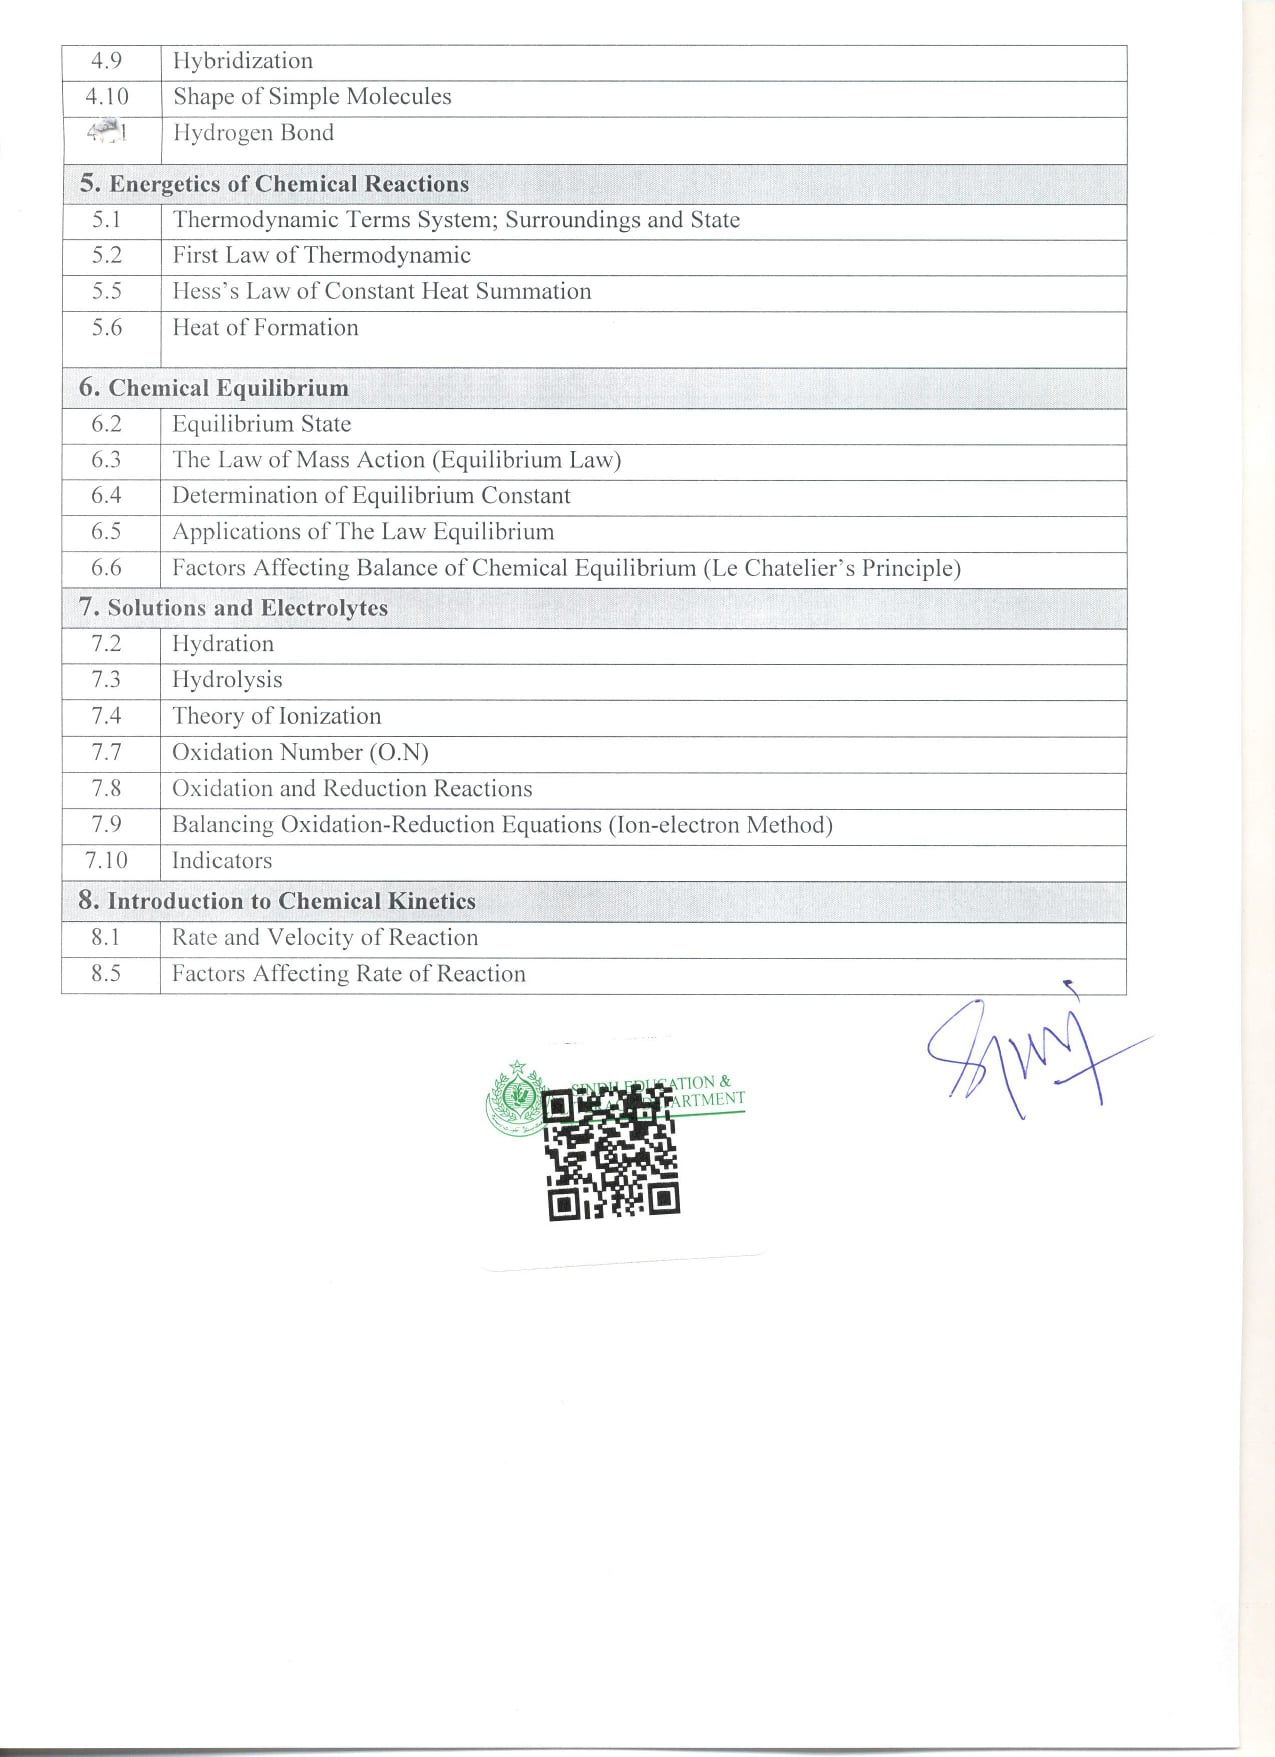 4.9 Hybridization
4.10 Shape of Simple Molecules
Hydrogen Bond
5. Energetics of Chemical Reactions
5.1 Thermodynamic Terms System; Surroundings and State
5.2 First Law of Thermodynamic
5.5 Hess's Law of Constant Heat Summation
5.6 Heat of Formation
6. Chemical Equilibrium
6.2 Equilibrium State
6.3 The Law of Mass Action (Equilibrium Law)
6.4 Determination of Equilibrium Constant
6.5 Applications of The Law Equilibrium
6.6 Factors Affecting Balance of Chemical Equilibrium (Le Chatelier's Principle)
7. Solutions and Electrolytes
7.2 Hydration
7.3 Hydrolysis
7.4 Theory of Ionization
7.7 Oxidation Number (O.N)
7.8 Oxidation and Reduction Reactions
7.9 Balancing Oxidation-Reduction Equations (Ion-electron Method)
7.10 Indicators
8. Introduction to Chemical Kinetics
8.1 Rate and Velocity of Reaction
8.5 Factors Affecting Rate of Reaction
SINDH EDUCATION &